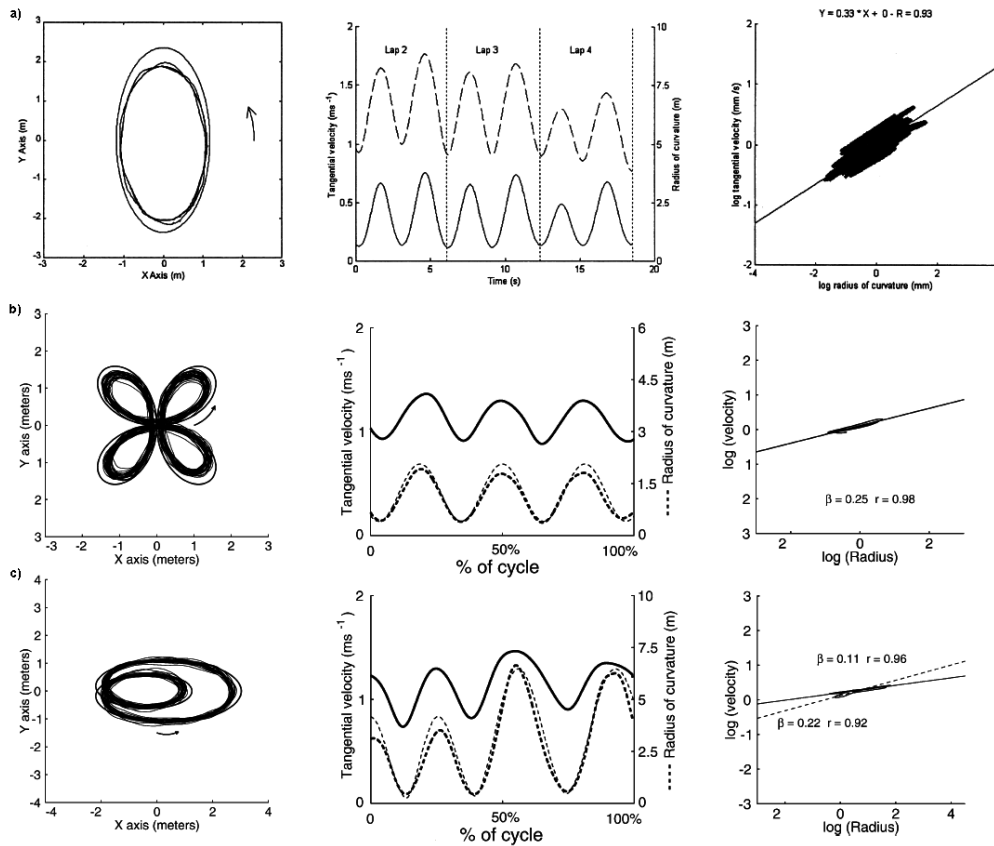 a)
Y Axis (m)
3
2
1
0
-1
-2
-3
-3 -2 -1 0 1 2 3
X Axis (m)
Tangential velocity (ms-1)
2
1.5
1
0.5
0
Lap 2 Lap 3 Lap 4
10
7.5
5
2.5
0
Radius of curvature (m)
0 5 10 15 20
Time (s)
Y = 0.33 * X + 0 - R = 0.93
log tangential velocity (mm /s)
2
1
0
-1
-2
-4 -2 0 2
log radius of curvature (mm)
b)
Y axis (meters)
3
2
1
0
1
2
3
-3 -2 -1 0 1 2 3
X axis (meters)
Tangential velocity (ms -1)
2
1
0
6
4.5
3
1.5
0
Radius of curvature (m)
0 50% 100%
% of cycle
log (velocity)
3
2
1
0
1
2
3
β = 0.25 r = 0.98
2 0 2
log (Radius)
c)
Y axis (meters)
4
3
2
1
0
-1
-2
-3
-4
-4 -2 0 2 4
X axis (meters)
Tangential velocity (ms -1)
2
1
0
10
7.5
5
2.5
0
Radius of curvature (m)
0 50% 100%
% of cycle
log (velocity)
3
2
1
0
-1
-2
-3
β = 0.11 r = 0.96
β = 0.22 r = 0.92
2 0 2 4
log (Radius)